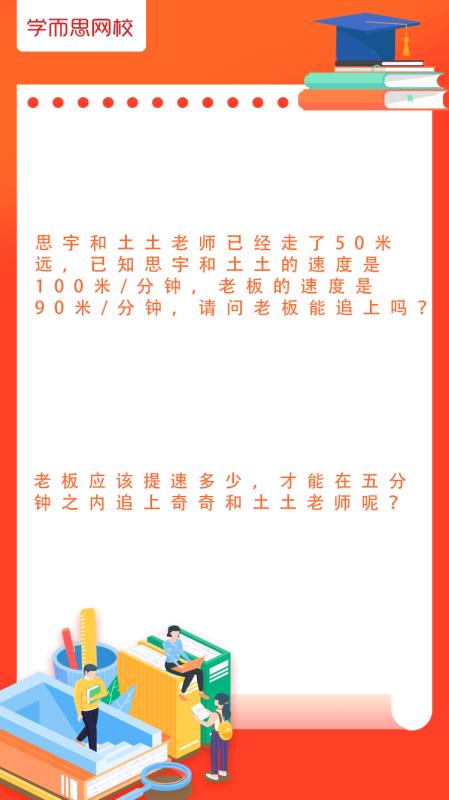 学而思网校
思宇和土土老师已经走了50米
远，已知思宇和土土的速度是
100米/分钟，老板的速度是
90米/分钟，请问老板能追上吗？
老板应该提速多少，才能在五分
钟之内追上奇奇和土土老师呢？